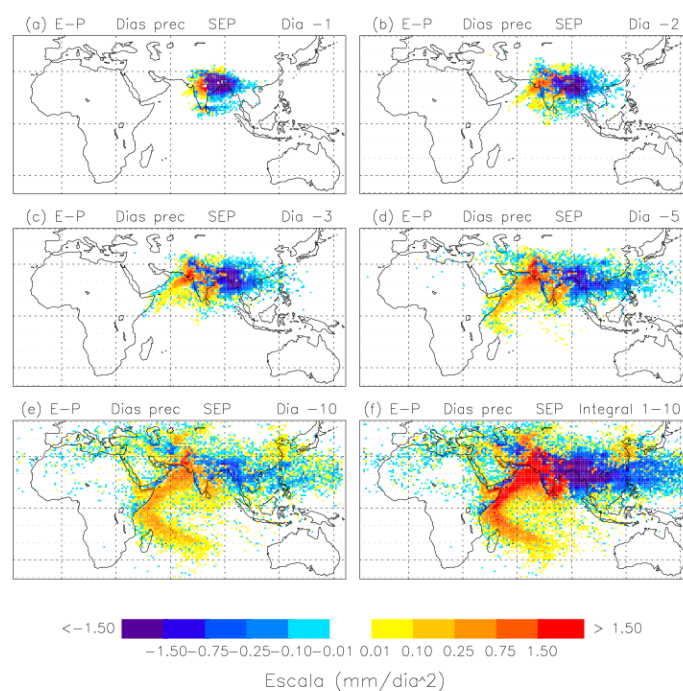 (a) E-P Dias prec SEP Dia -1
(b) E-P Dias prec SEP Dia -2
(c) E-P Dias prec SEP Dia -3
(d) E-P Dias prec SEP Dia -5
(e) E-P Dias prec SEP Dia -10
(f) E-P Dias prec SEP Integral 1-10
<-1.50 > 1.50
-1.50-0.75-0.25-0.10-0.01 0.01 0.10 0.25 0.75 1.50
Escala (mm/dia^2)